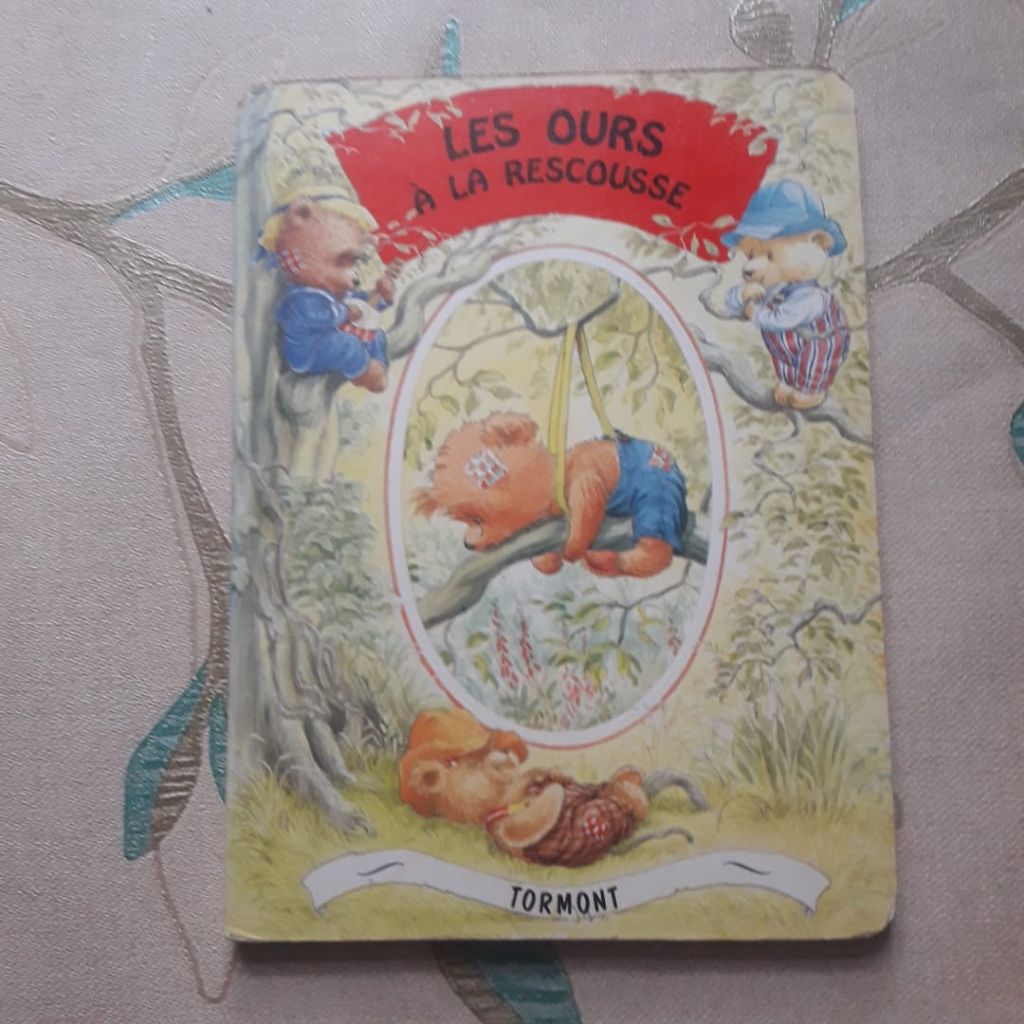 LES OURS
À LA RESCOUSSE
TORMONT